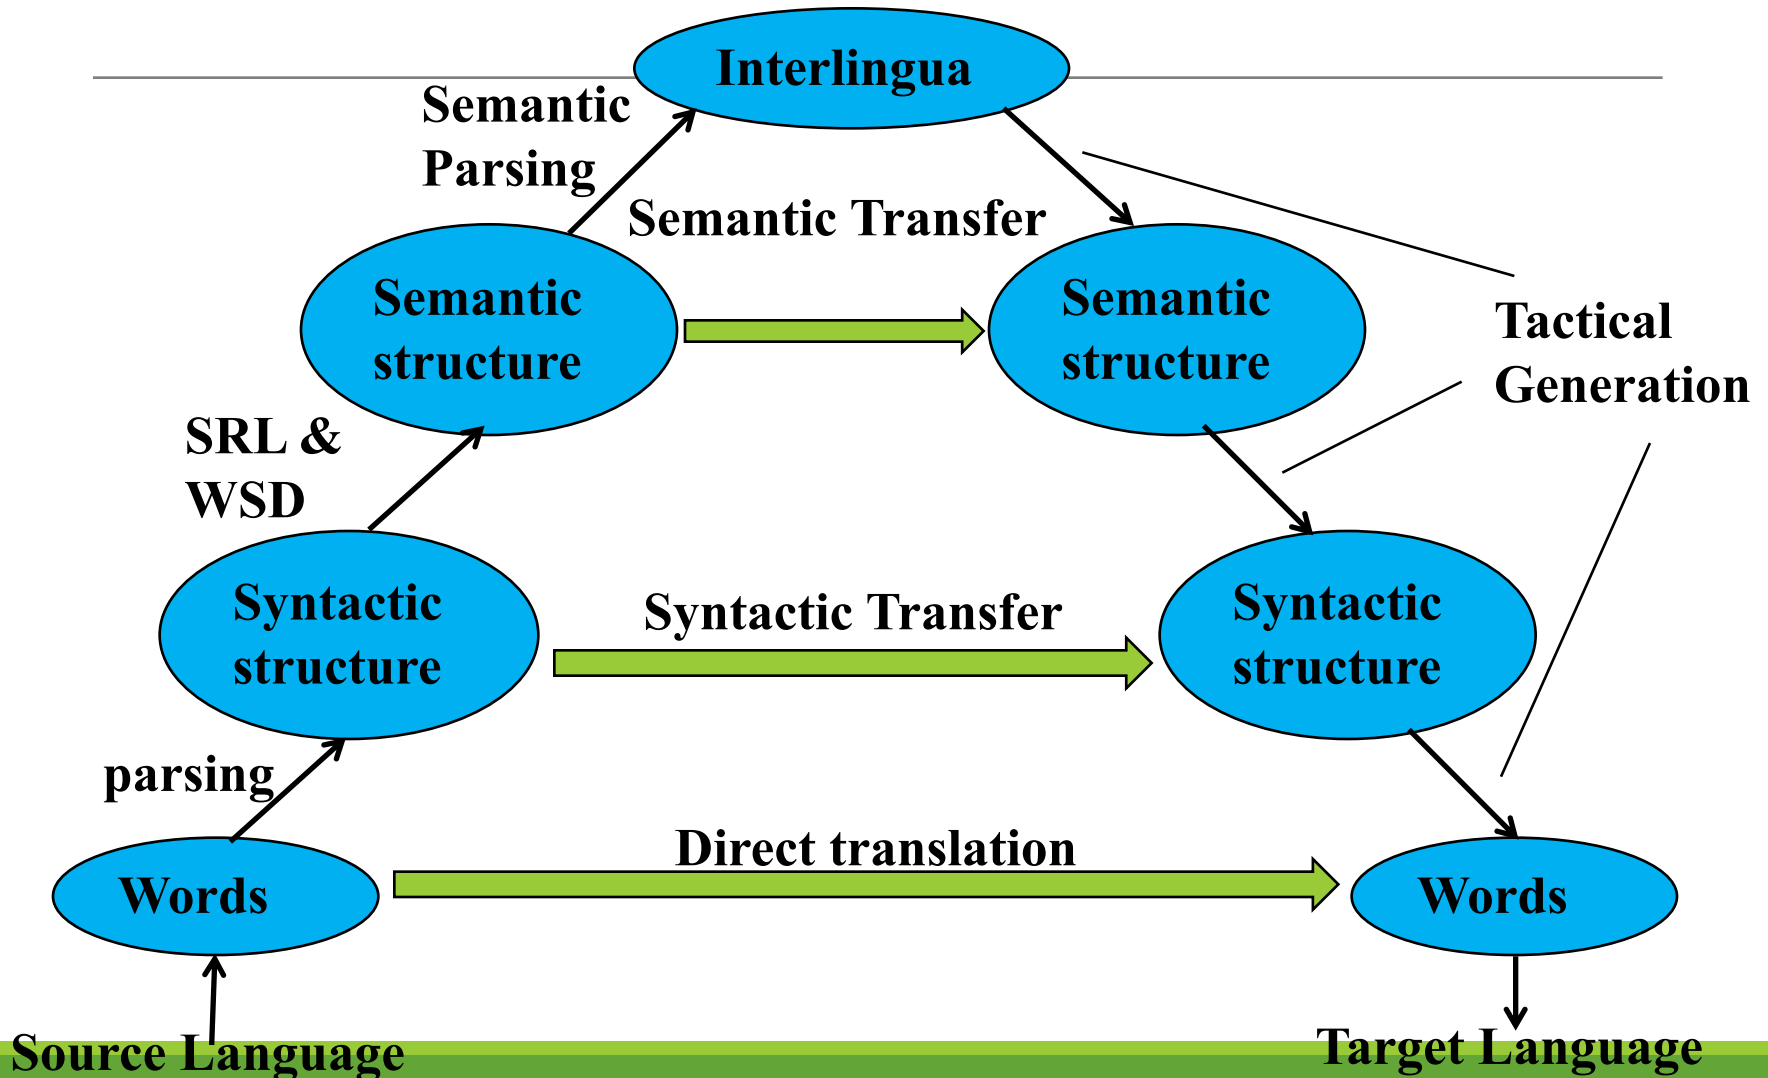 Interlingua
Semantic
Parsing
Semantic Transfer
Semantic
structure
Semantic
structure
Tactical
Generation
SRL &
WSD
Syntactic
structure
Syntactic Transfer
Syntactic
structure
parsing
Direct translation
Words
Words
Source Language
Target Language